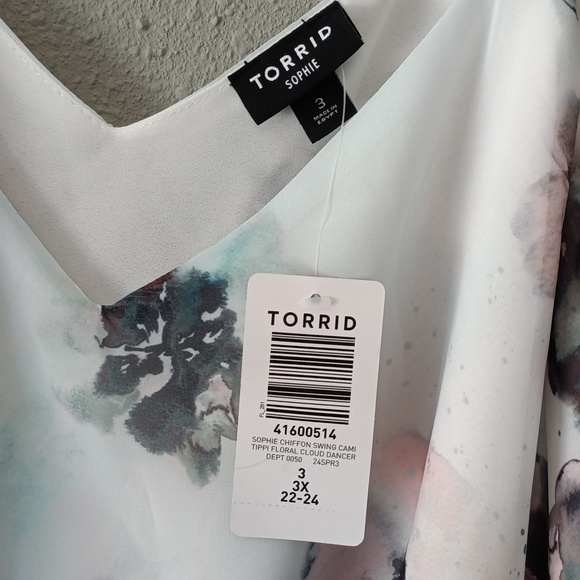 TORRID
SOPHIE
3
MADE IN
EGYPT
TORRID
FL_261
41600514
SOPHIE CHIFFON SWING CAMI
TIPPI FLORAL CLOUD DANCER
DEPT 0050 24SPR3
3
3X
22-24